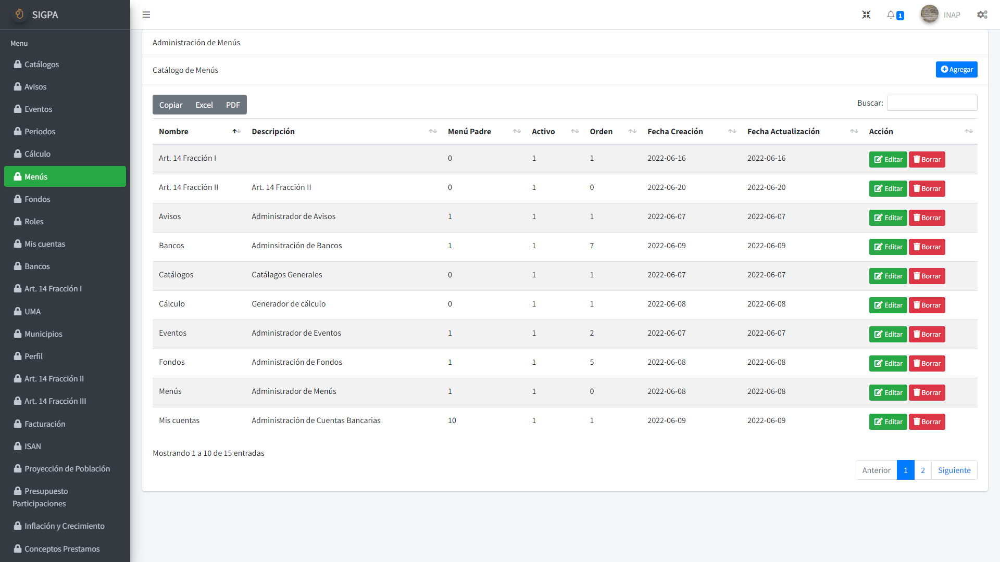 SIGPA
1
INAP
Menu
Catálogos
Avisos
Eventos
Periodos
Cálculo
Menús
Fondos
Roles
Mis cuentas
Bancos
Art. 14 Fracción I
UMA
Municipios
Perfil
Art. 14 Fracción II
Art. 14 Fracción III
Facturación
ISAN
Proyección de Población
Presupuesto
Participaciones
Inflación y Crecimiento
Conceptos Prestamos
Administración de Menús
Catálogo de Menús
Agregar
Copiar Excel PDF
Buscar:
Nombre Descripción Menú Padre Activo Orden Fecha Creación Fecha Actualización Acción
Art. 14 Fracción I 0 1 1 2022-06-16 2022-06-16 Editar Borrar
Art. 14 Fracción II Art. 14 Fracción II 0 1 0 2022-06-20 2022-06-20 Editar Borrar
Avisos Administrador de Avisos 1 1 1 2022-06-07 2022-06-07 Editar Borrar
Bancos Adminsitración de Bancos 1 1 7 2022-06-09 2022-06-09 Editar Borrar
Catálogos Catálagos Generales 0 1 1 2022-06-07 2022-06-07 Editar Borrar
Cálculo Generador de cálculo 0 1 1 2022-06-08 2022-06-08 Editar Borrar
Eventos Administrador de Eventos 1 1 2 2022-06-07 2022-06-07 Editar Borrar
Fondos Administración de Fondos 1 1 5 2022-06-08 2022-06-08 Editar Borrar
Menús Administrador de Menús 1 1 0 2022-06-08 2022-06-08 Editar Borrar
Mis cuentas Administración de Cuentas Bancarias 10 1 1 2022-06-09 2022-06-09 Editar Borrar
Mostrando 1 a 10 de 15 entradas
Anterior 1 2 Siguiente